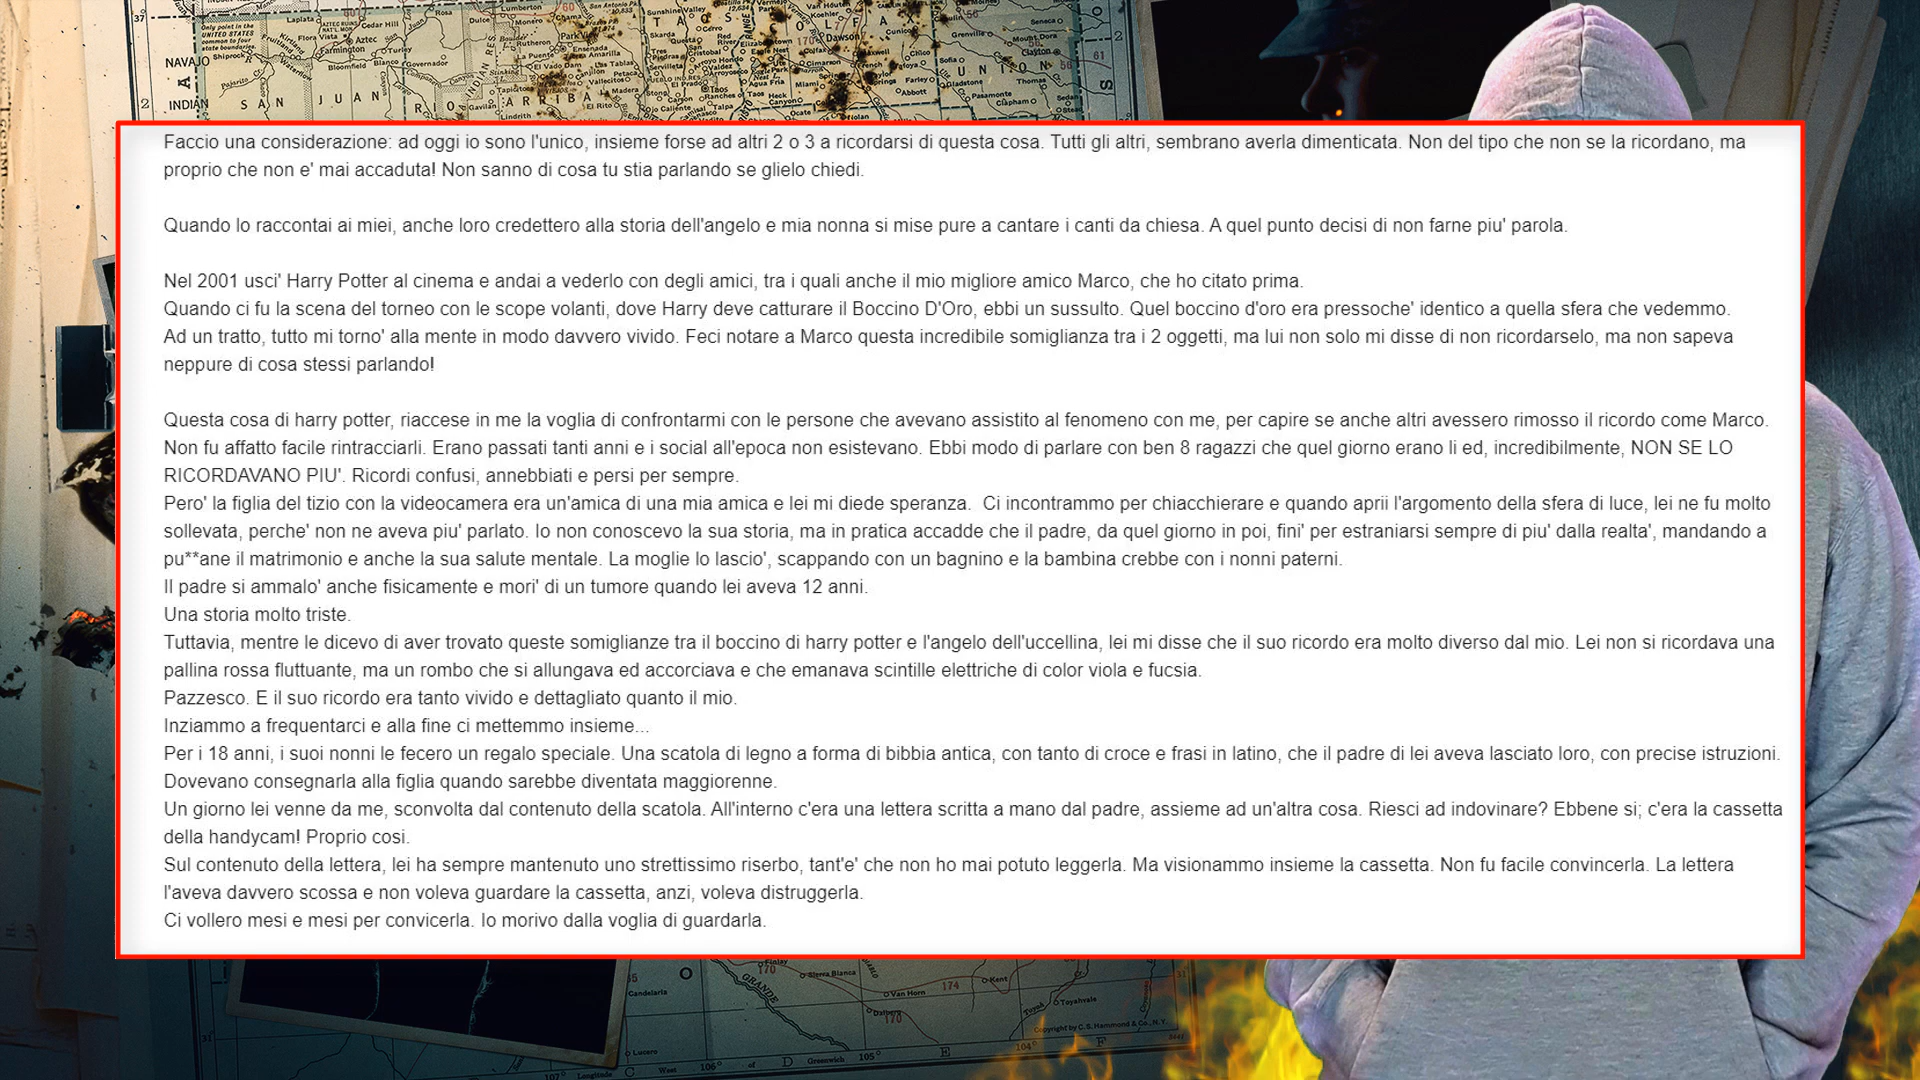 Faccio una considerazione: ad oggi io sono l'unico, insieme forse ad altri 2 o 3 a ricordarsi di questa cosa. Tutti gli altri, sembrano averla dimenticata. Non del tipo che non se la ricordano, ma
proprio che non e' mai accaduta! Non sanno di cosa tu stia parlando se glielo chiedi.
Quando lo raccontai ai miei, anche loro credettero alla storia dell'angelo e mia nonna si mise pure a cantare i canti da chiesa. A quel punto decisi di non farne piu' parola.
Nel 2001 usci' Harry Potter al cinema e andai a vederlo con degli amici, tra i quali anche il mio migliore amico Marco, che ho citato prima.
Quando ci fu la scena del torneo con le scope volanti, dove Harry deve catturare il Boccino D'Oro, ebbi un sussulto. Quel boccino d'oro era pressoche' identico a quella sfera che vedemmo.
Ad un tratto, tutto mi torno' alla mente in modo davvero vivido. Feci notare a Marco questa incredibile somiglianza tra i 2 oggetti, ma lui non solo mi disse di non ricordarselo, ma non sapeva
neppure di cosa stessi parlando!
Questa cosa di harry potter, riaccese in me la voglia di confrontarmi con le persone che avevano assistito al fenomeno con me, per capire se anche altri avessero rimosso il ricordo come Marco.
Non fu affatto facile rintracciarli. Erano passati tanti anni e i social all'epoca non esistevano. Ebbi modo di parlare con ben 8 ragazzi che quel giorno erano li ed, incredibilmente, NON SE LO
RICORDAVANO PIU'. Ricordi confusi, annebbiati e persi per sempre.
Pero' la figlia del tizio con la videocamera era un'amica di una mia amica e lei mi diede speranza.  Ci incontrammo per chiacchierare e quando aprii l'argomento della sfera di luce, lei ne fu molto
sollevata, perche' non ne aveva piu' parlato. Io non conoscevo la sua storia, ma in pratica accadde che il padre, da quel giorno in poi, fini' per estraniarsi sempre di piu' dalla realta', mandando a
pu**ane il matrimonio e anche la sua salute mentale. La moglie lo lascio', scappando con un bagnino e la bambina crebbe con i nonni paterni.
Il padre si ammalo' anche fisicamente e mori' di un tumore quando lei aveva 12 anni.
Una storia molto triste.
Tuttavia, mentre le dicevo di aver trovato queste somiglianze tra il boccino di harry potter e l'angelo dell'uccellina, lei mi disse che il suo ricordo era molto diverso dal mio. Lei non si ricordava una
pallina rossa fluttuante, ma un rombo che si allungava ed accorciava e che emanava scintille elettriche di color viola e fucsia.
Pazzesco. E il suo ricordo era tanto vivido e dettagliato quanto il mio.
Inziammo a frequentarci e alla fine ci mettemmo insieme...
Per i 18 anni, i suoi nonni le fecero un regalo speciale. Una scatola di legno a forma di bibbia antica, con tanto di croce e frasi in latino, che il padre di lei aveva lasciato loro, con precise istruzioni.
Dovevano consegnarla alla figlia quando sarebbe diventata maggiorenne.
Un giorno lei venne da me, sconvolta dal contenuto della scatola. All'interno c'era una lettera scritta a mano dal padre, assieme ad un'altra cosa. Riesci ad indovinare? Ebbene si; c'era la cassetta
della handycam! Proprio cosi.
Sul contenuto della lettera, lei ha sempre mantenuto uno strettissimo riserbo, tant'e' che non ho mai potuto leggerla. Ma visionammo insieme la cassetta. Non fu facile convincerla. La lettera
l'aveva davvero scossa e non voleva guardare la cassetta, anzi, voleva distruggerla.
Ci vollero mesi e mesi per convicerla. Io morivo dalla voglia di guardarla.